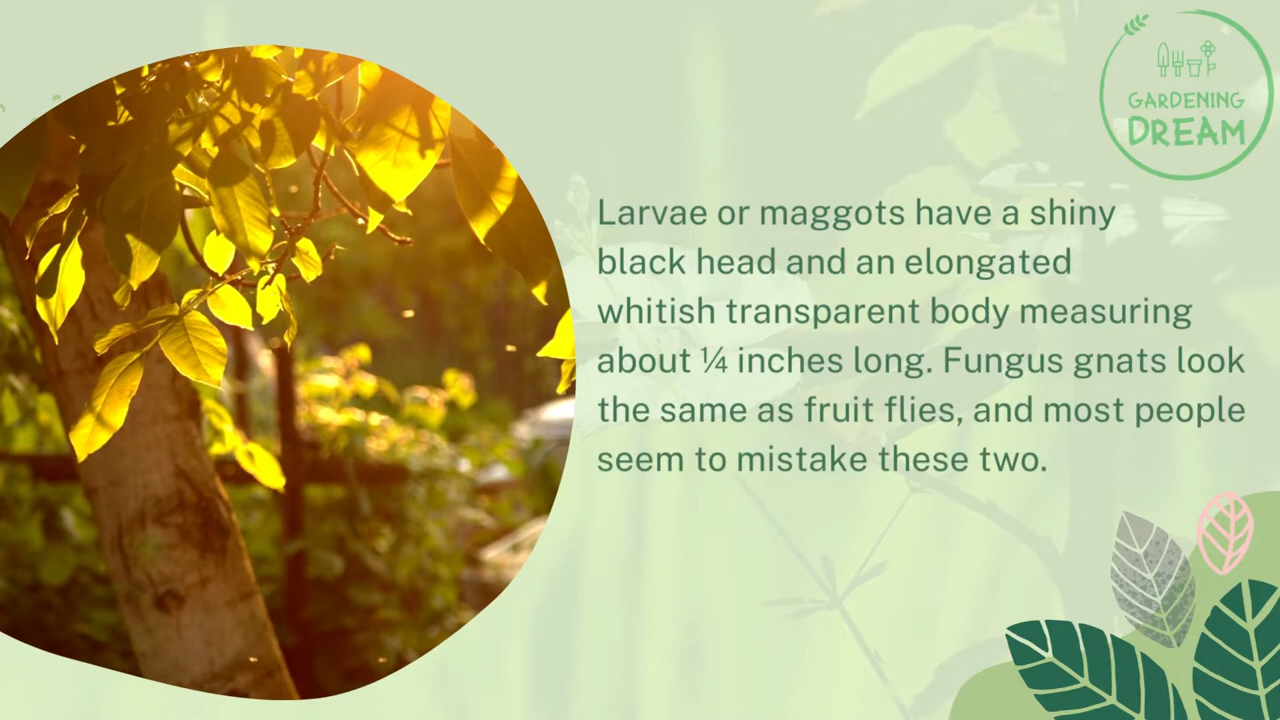 GARDENING
DREAM
Larvae or maggots have a shiny
black head and an elongated
whitish transparent body measuring
about ¼ inches long. Fungus gnats look
the same as fruit flies, and most people
seem to mistake these two.